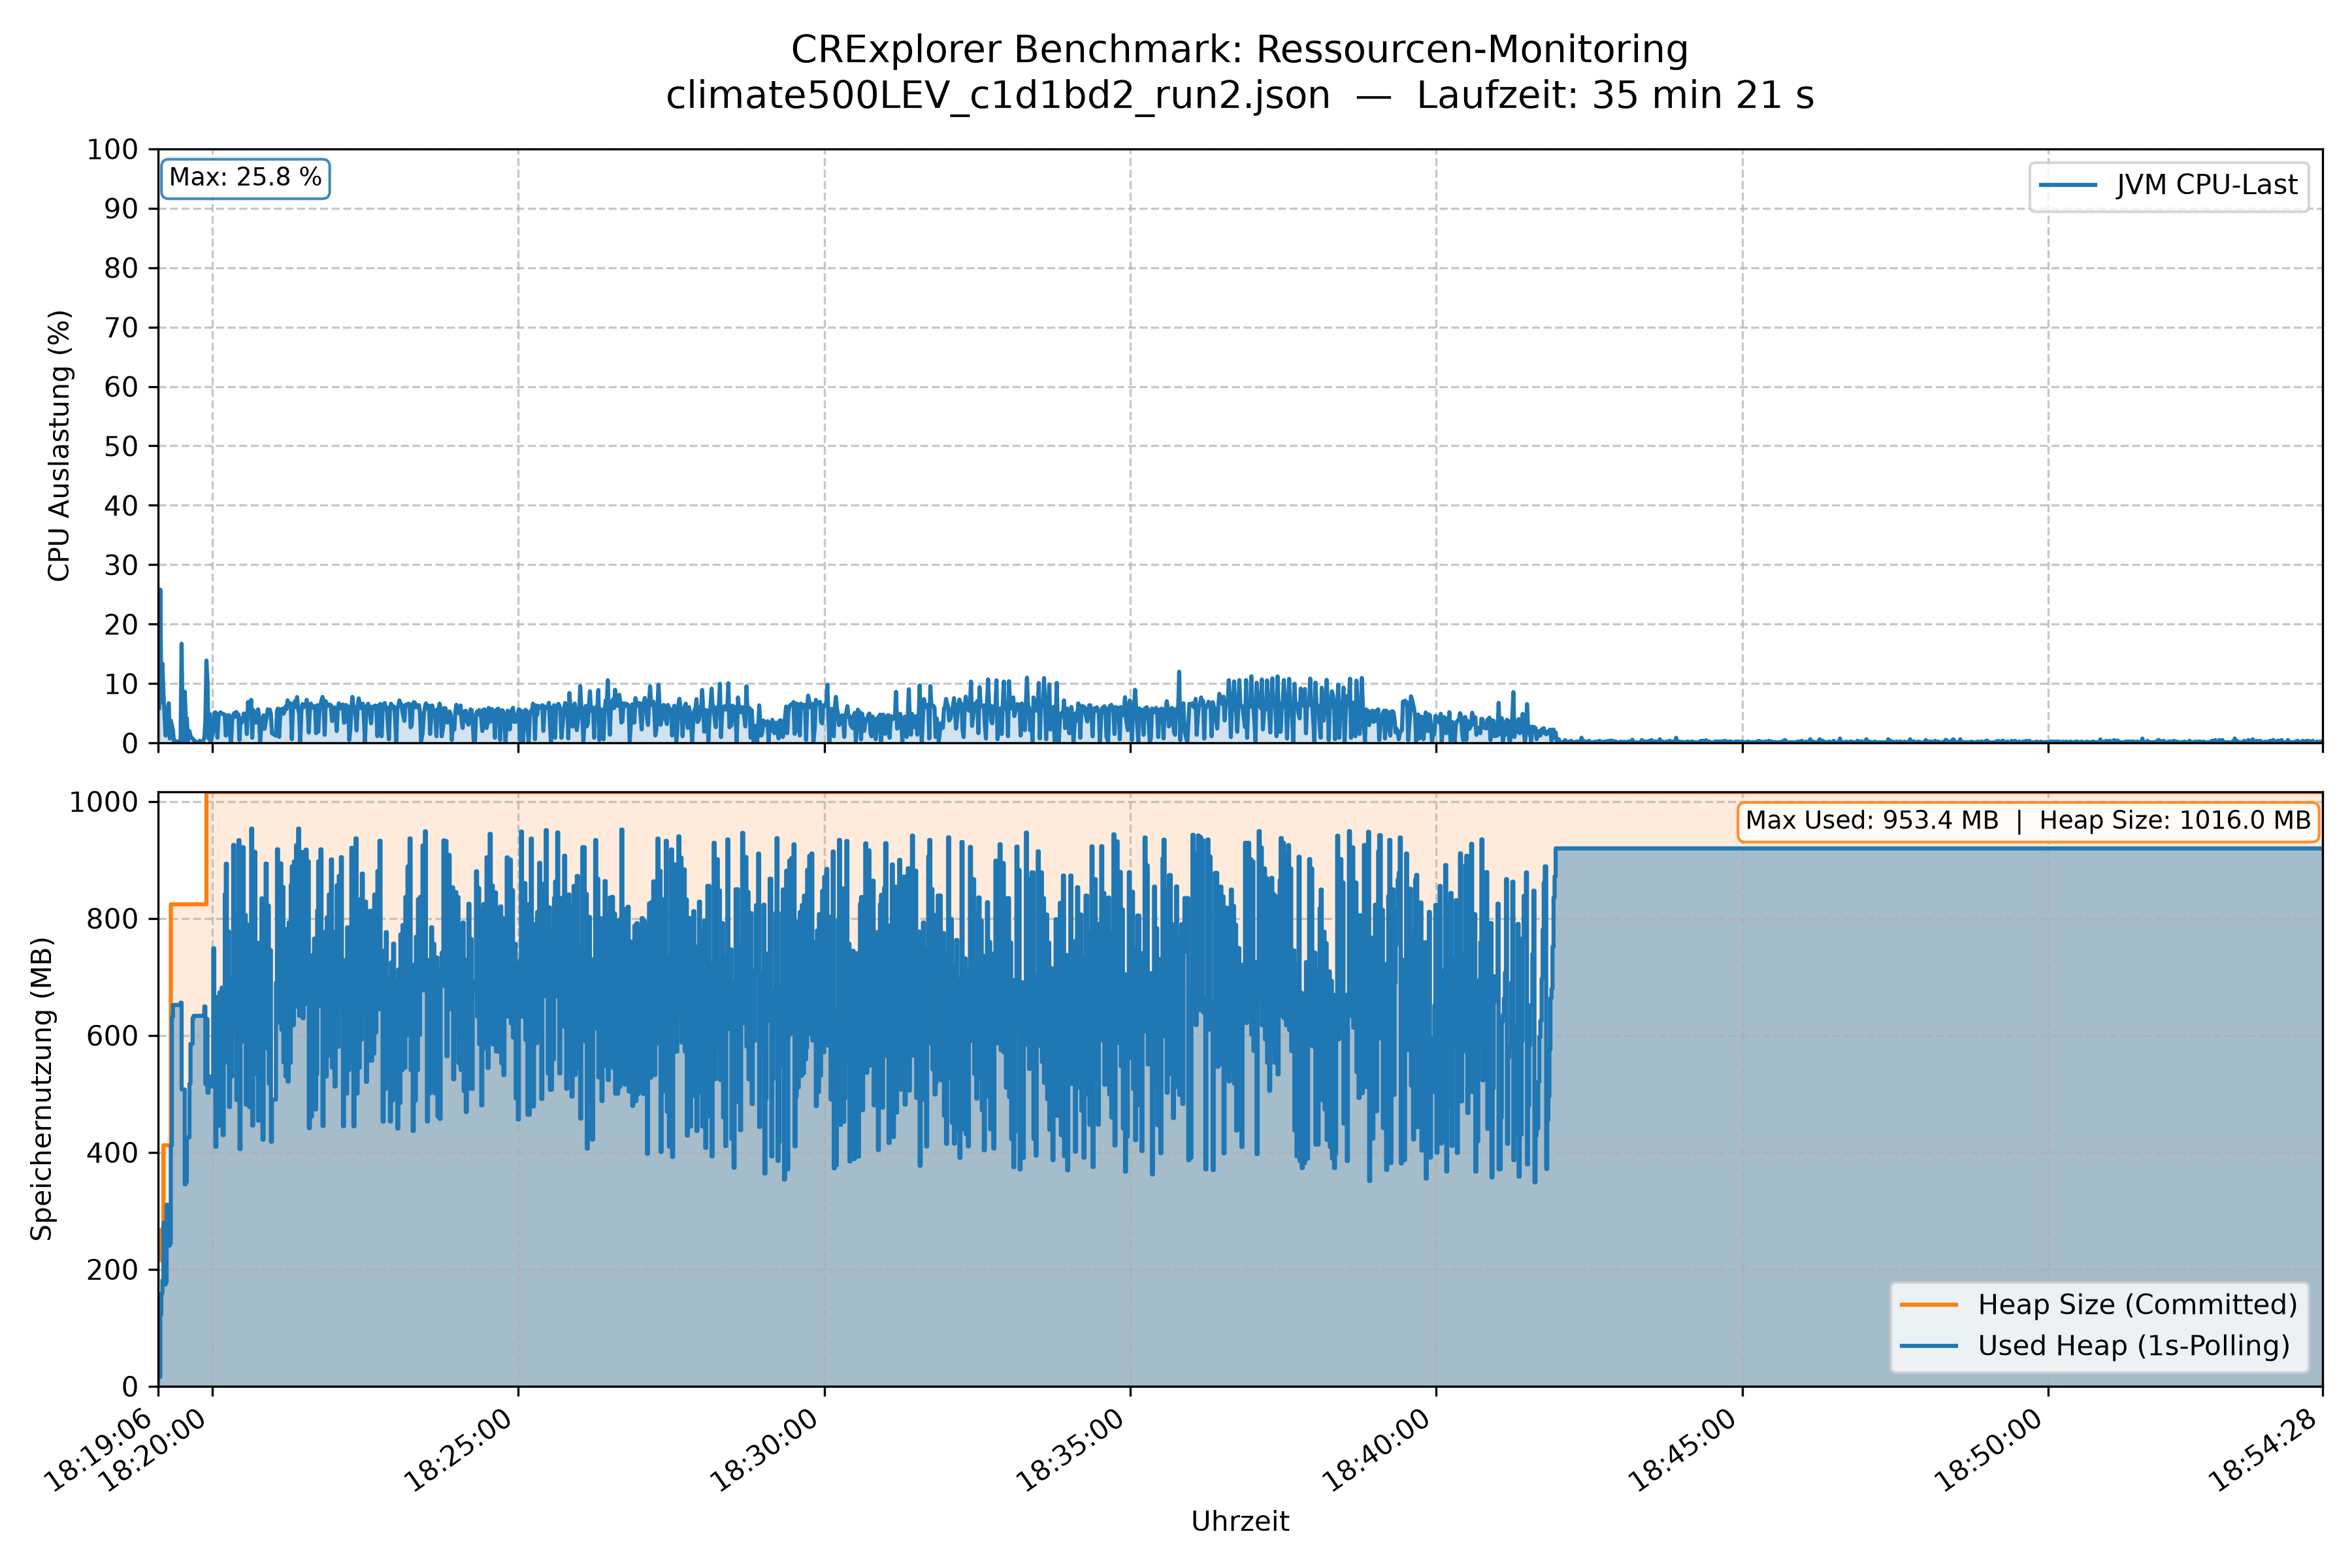 CRExplorer Benchmark: Ressourcen-Monitoring
climate500LEV_c1d1bd2_run2.json — Laufzeit: 35 min 21 s
Max: 25.8 %
JVM CPU-Last
CPU Auslastung (%)
100
90
80
70
60
50
40
30
20
10
0
Max Used: 953.4 MB | Heap Size: 1016.0 MB
Speichernutzung (MB)
1000
800
600
400
200
0
Heap Size (Committed)
Used Heap (1s-Polling)
18:19:06
18:20:00
18:25:00
18:30:00
18:35:00
18:40:00
18:45:00
18:50:00
18:54:28
Uhrzeit